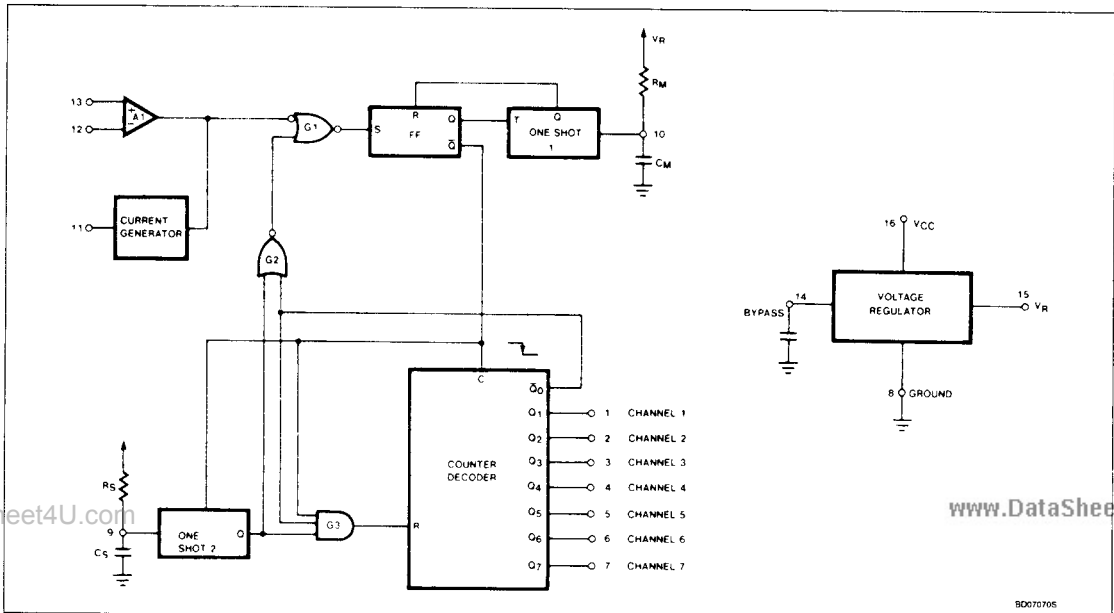 VR
RM
13
12
+
−
A1
G1
S
R
FF
Q
Q̅
T
Q
ONE SHOT
1
10
CM
11
CURRENT
GENERATOR
G2
16
VCC
14
BYPASS
VOLTAGE
REGULATOR
15
VR
8
GROUND
C
Q̅0
Q1 1 CHANNEL 1
Q2 2 CHANNEL 2
Q3 3 CHANNEL 3
Q4 4 CHANNEL 4
Q5 5 CHANNEL 5
Q6 6 CHANNEL 6
Q7 7 CHANNEL 7
COUNTER
DECODER
R
G3
RS
9
CS
ONE
SHOT 2
Q
eet4U.com
www.DataShee
BD07070S